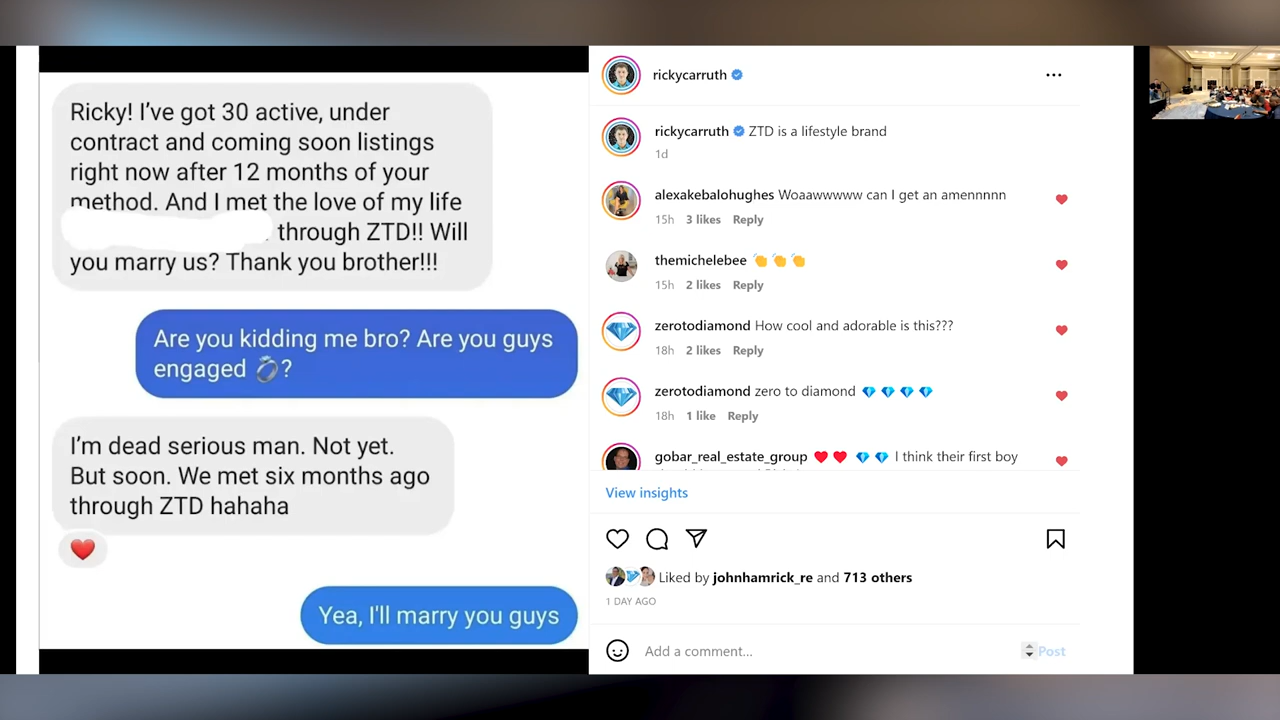 Ricky! I've got 30 active, under
contract and coming soon listings
right now after 12 months of your
method. And I met the love of my life
through ZTD!! Will
you marry us? Thank you brother!!!
Are you kidding me bro? Are you guys
engaged 💍?
I'm dead serious man. Not yet.
But soon. We met six months ago
through ZTD hahaha
❤️
Yea, I'll marry you guys
rickycarruth
rickycarruth ZTD is a lifestyle brand
1d
alexakebalohughes Woaawwwww can I get an amennnnn
15h 3 likes Reply
themichelebee 👏 👏 👏
15h 2 likes Reply
zerotodiamond How cool and adorable is this???
18h 2 likes Reply
zerotodiamond zero to diamond 💎 💎 💎 💎
18h 1 like Reply
gobar_real_estate_group ❤️ ❤️ 💎 💎 I think their first boy
View insights
Liked by johnhamrick_re and 713 others
1 DAY AGO
Add a comment...
Post